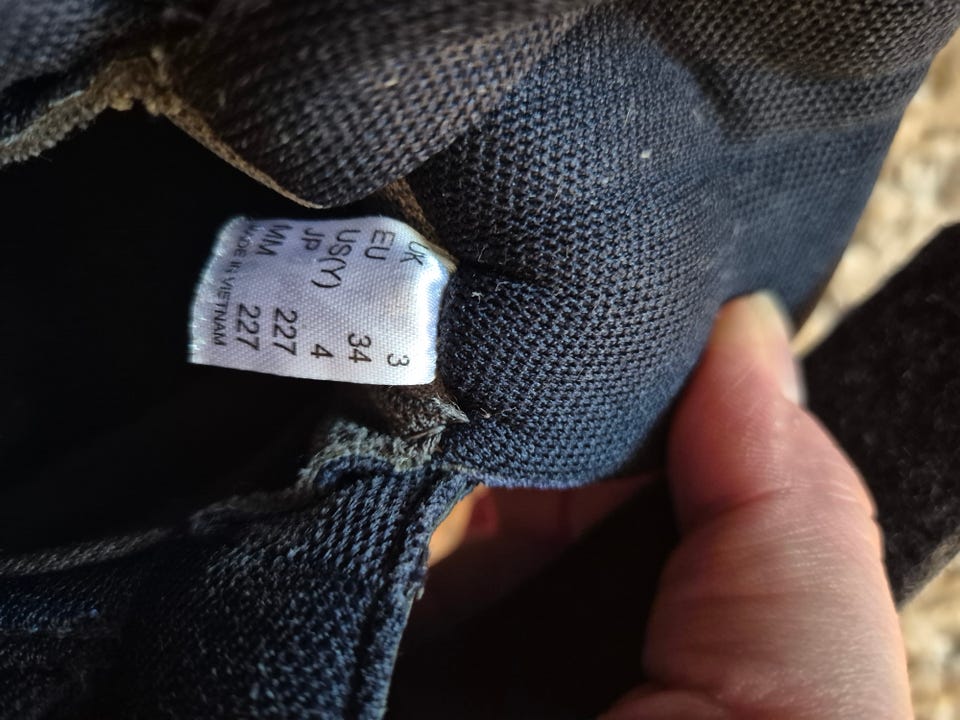 UK 3
EU 34
US(Y) 4
JP 227
MM 227
MADE IN VIETNAM